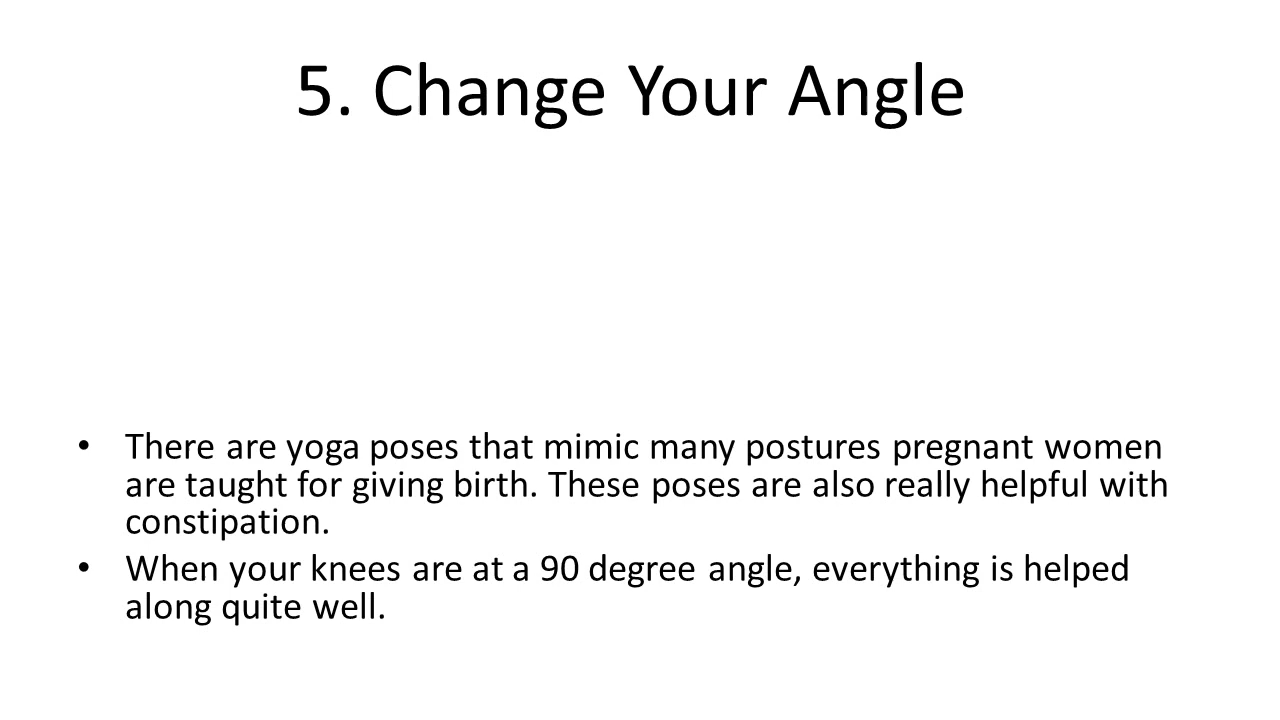 5. Change Your Angle
• There are yoga poses that mimic many postures pregnant women
are taught for giving birth. These poses are also really helpful with
constipation.
• When your knees are at a 90 degree angle, everything is helped
along quite well.